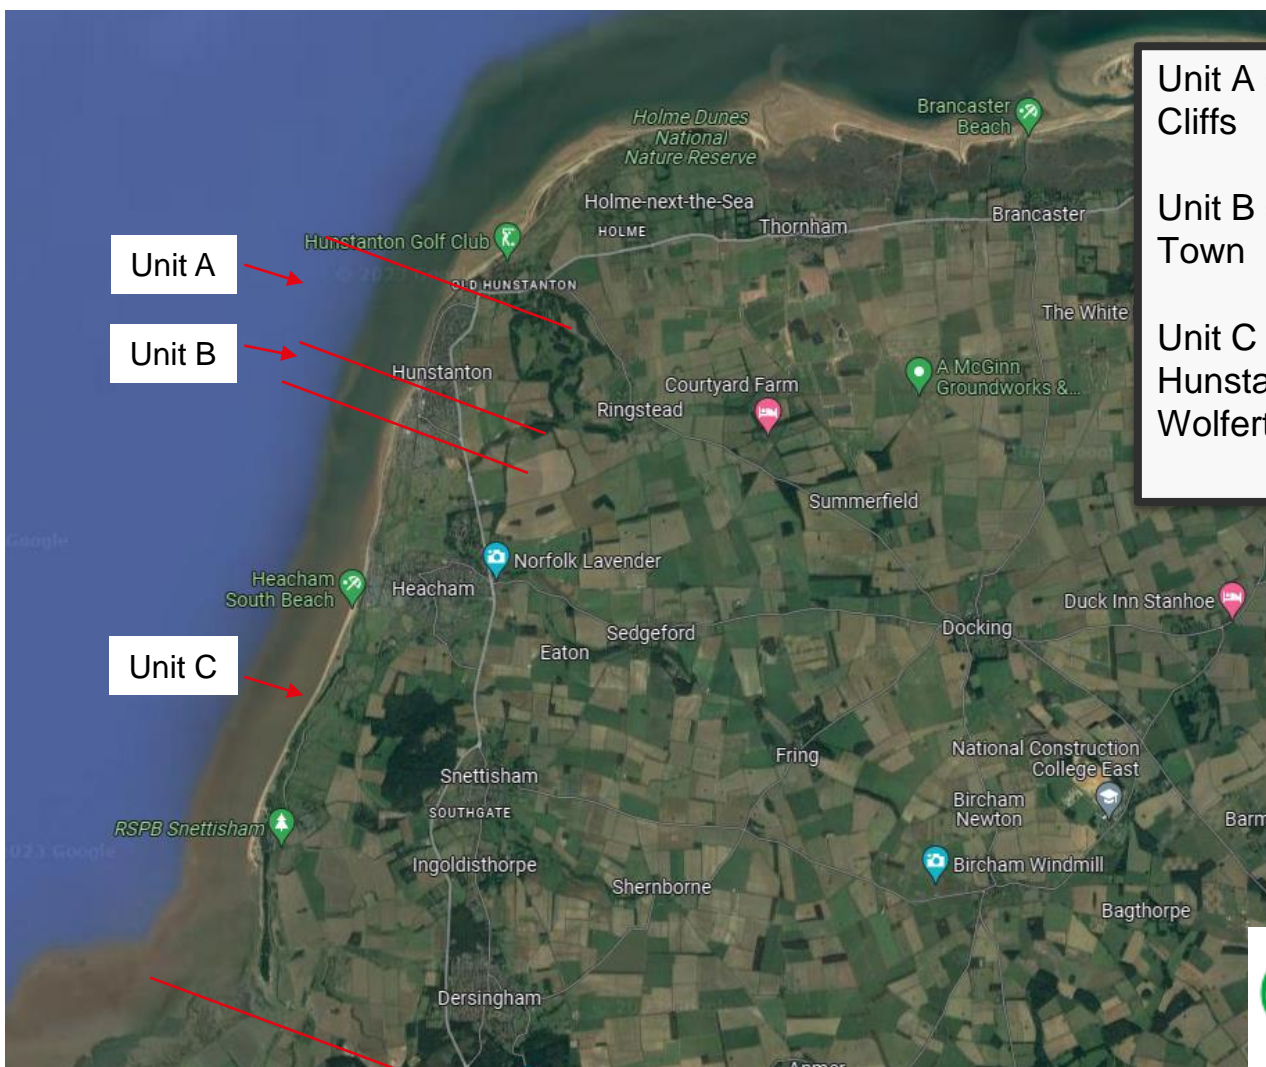 Unit A
Cliffs
Unit B
Town
Unit C
Wolfert
Holme Dunes
National
Nature Reserve
Brancaster
Beach
Holme-next-the-Sea
HOLME
Thornham
Brancaster
Hunstanton Golf Club
Unit A
OLD HUNSTANTON
The White
Unit B
Hunstanton
A McGinn
Groundworks &...
Courtyard Farm
Ringstead
Summerfield
Google
Norfolk Lavender
Heacham
South Beach
Heacham
Duck Inn Stanhoe
Sedgeford
Docking
Eaton
Unit C
Fring
National Construction
College East
Snettisham
SOUTHGATE
Bircham
Newton
RSPB Snettisham
Google
Ingoldisthorpe
Bircham Windmill
Shernborne
Bagthorpe
Dersingham